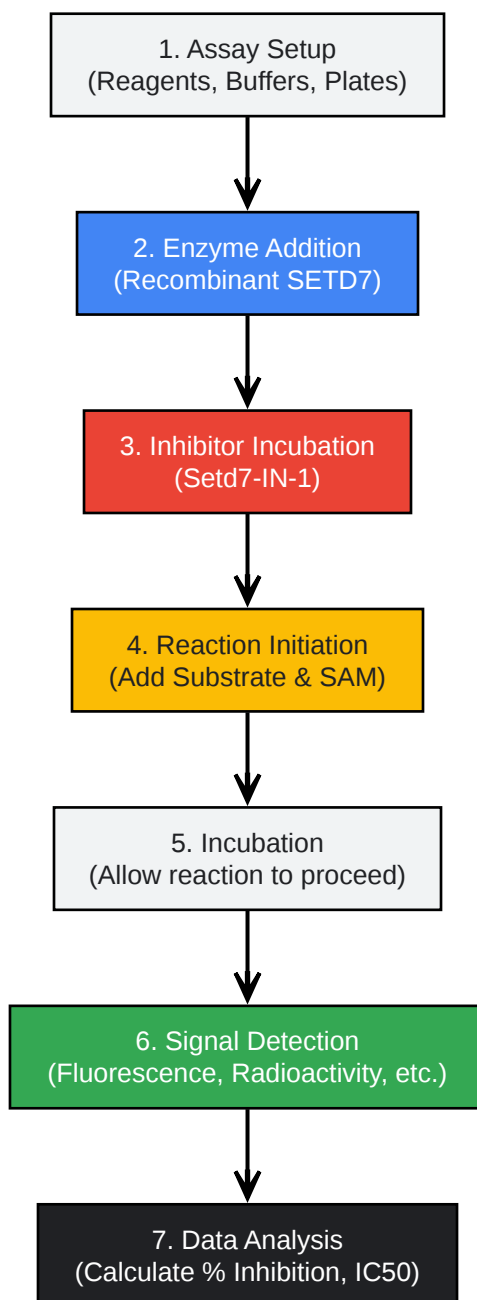 1. Assay Setup
(Reagents, Buffers, Plates)
2. Enzyme Addition
(Recombinant SETD7)
3. Inhibitor Incubation
(Setd7-IN-1)
4. Reaction Initiation
(Add Substrate & SAM)
5. Incubation
(Allow reaction to proceed)
6. Signal Detection
(Fluorescence, Radioactivity, etc.)
7. Data Analysis
(Calculate % Inhibition, IC50)